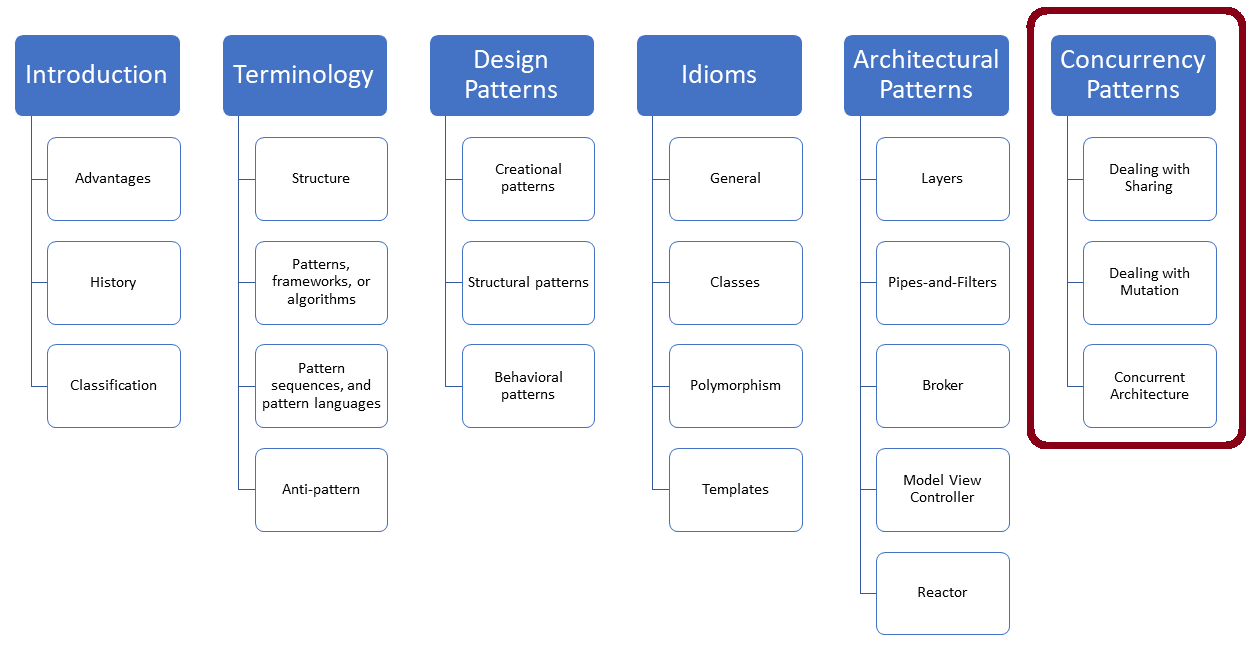 Introduction
Advantages
History
Classification
Terminology
Structure
Patterns,
frameworks, or
algorithms
Pattern
sequences, and
pattern languages
Anti-pattern
Design
Patterns
Creational
patterns
Structural patterns
Behavioral
patterns
Idioms
General
Classes
Polymorphism
Templates
Architectural
Patterns
Layers
Pipes-and-Filters
Broker
Model View
Controller
Reactor
Concurrency
Patterns
Dealing with
Sharing
Dealing with
Mutation
Concurrent
Architecture